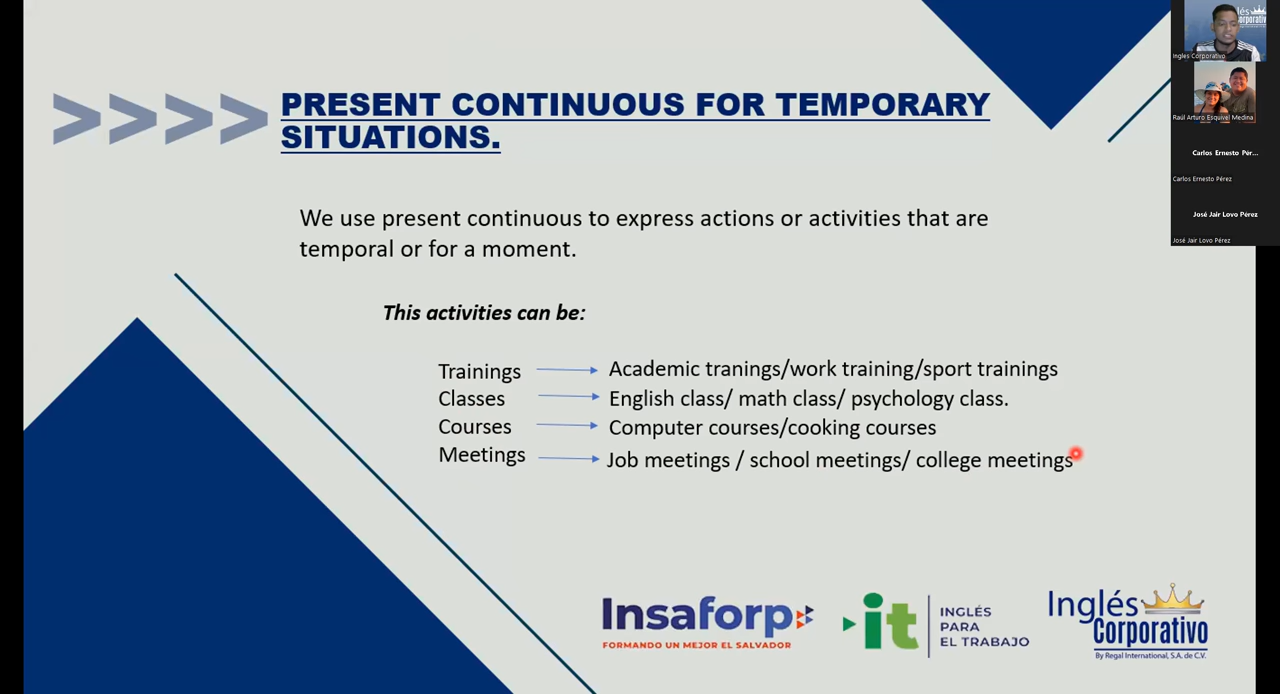 >>>>
PRESENT CONTINUOUS FOR TEMPORARY
SITUATIONS.
We use present continuous to express actions or activities that are
temporal or for a moment.
This activities can be:
Trainings
Academic tranings/work training/sport trainings
Classes
English class/ math class/ psychology class.
Courses
Computer courses/cooking courses
Meetings
Job meetings / school meetings/ college meetings
Insaforp
FORMANDO UN MEJOR EL SALVADOR
it
INGLÉS
PARA
EL TRABAJO
Inglés
Corporativo
By Regal International, S.A. de C.V.
lés
orporativo
Ingles Corporativo
Raúl Arturo Esquivel Medina
Carlos Ernesto Pér...
Carlos Ernesto Pérez
José Jair Lovo Pérez
José Jair Lovo Pérez